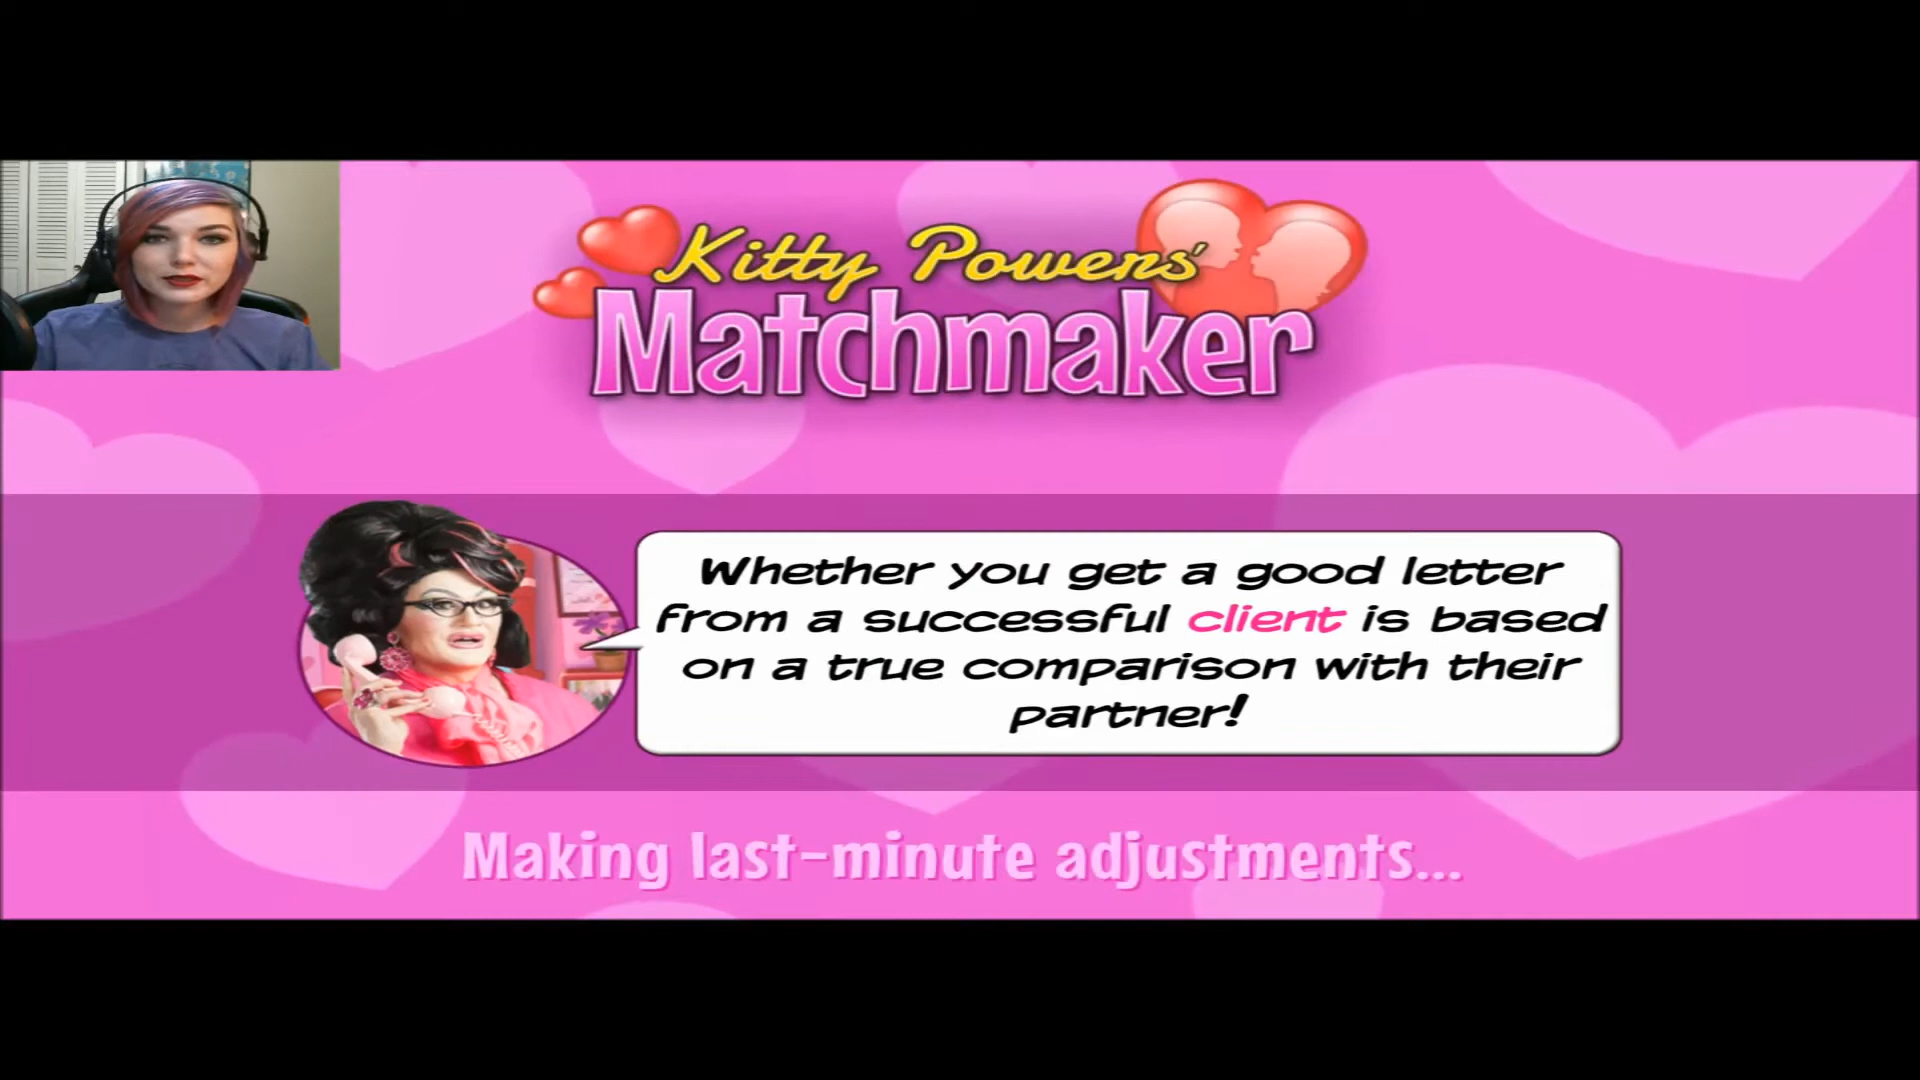 Kitty Powers'
Matchmaker
Whether you get a good letter
from a successful client is based
on a true comparison with their
partner!
Making last-minute adjustments...